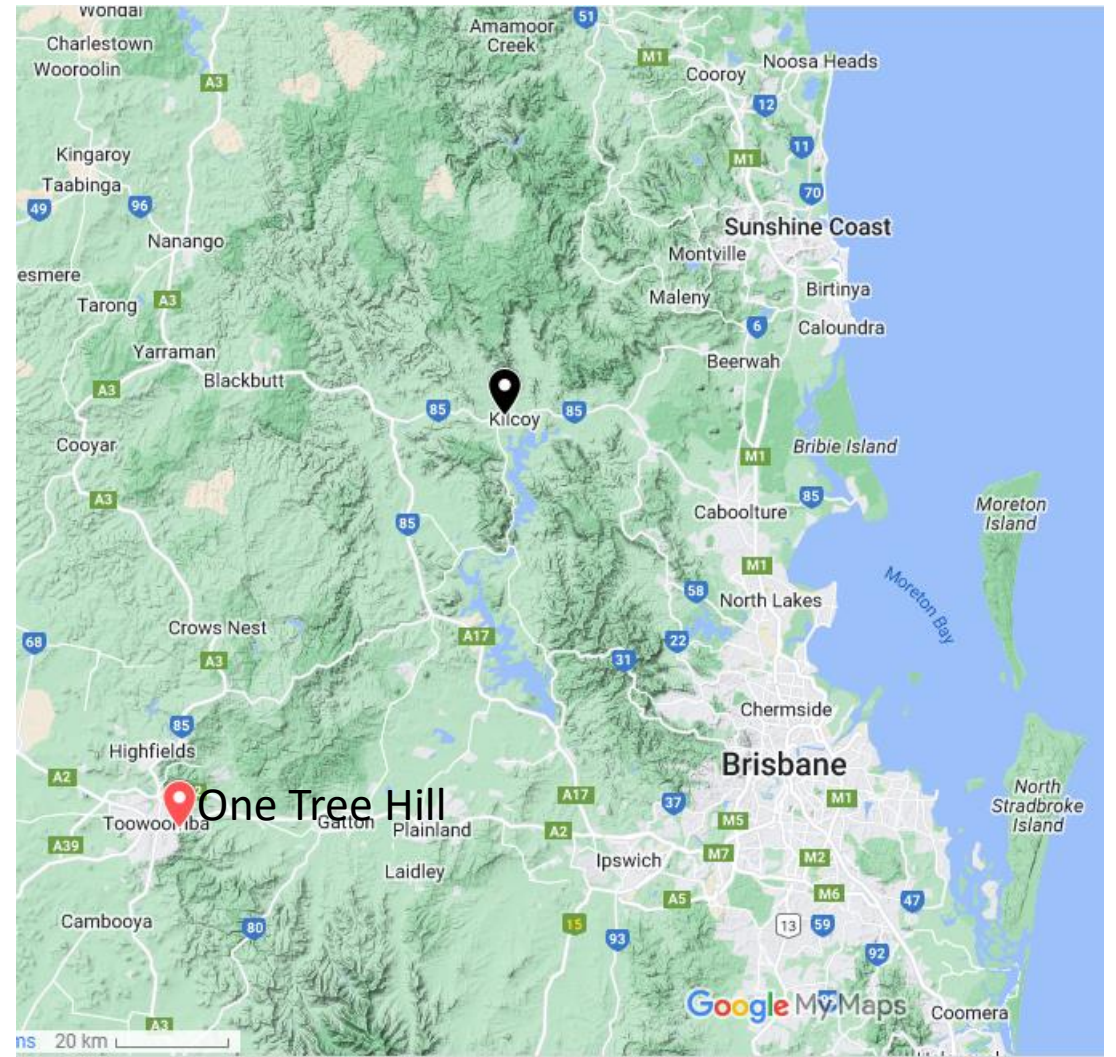 Wondai
51
Amamoor
Creek
Charlestown
Wooroolin
M1
Noosa Heads
Cooroy
A3
12
11
Kingaroy
M1
Taabinga
70
49
96
Sunshine Coast
Nanango
Montville
esmere
Birtinya
Maleny
Tarong
A3
6
Caloundra
Yarraman
Beerwah
Blackbutt
A3
85
85
Kilcoy
Cooyar
Bribie Island
M1
A3
85
Moreton
Island
Caboolture
85
M1
Moreton
Bay
58
North Lakes
Crows Nest
A17
68
22
A3
31
Chermside
85
Highfields
Brisbane
A2
North
Stradbroke
Island
A17
37
M1
One Tree Hill
Toowoomba
Gatton
Plainland
M5
A2
A39
Ipswich
M7
M2
Laidley
A5
M6
47
Cambooya
80
15
93
13
59
92
Google My Maps
Coomera
A3
ms
20 km